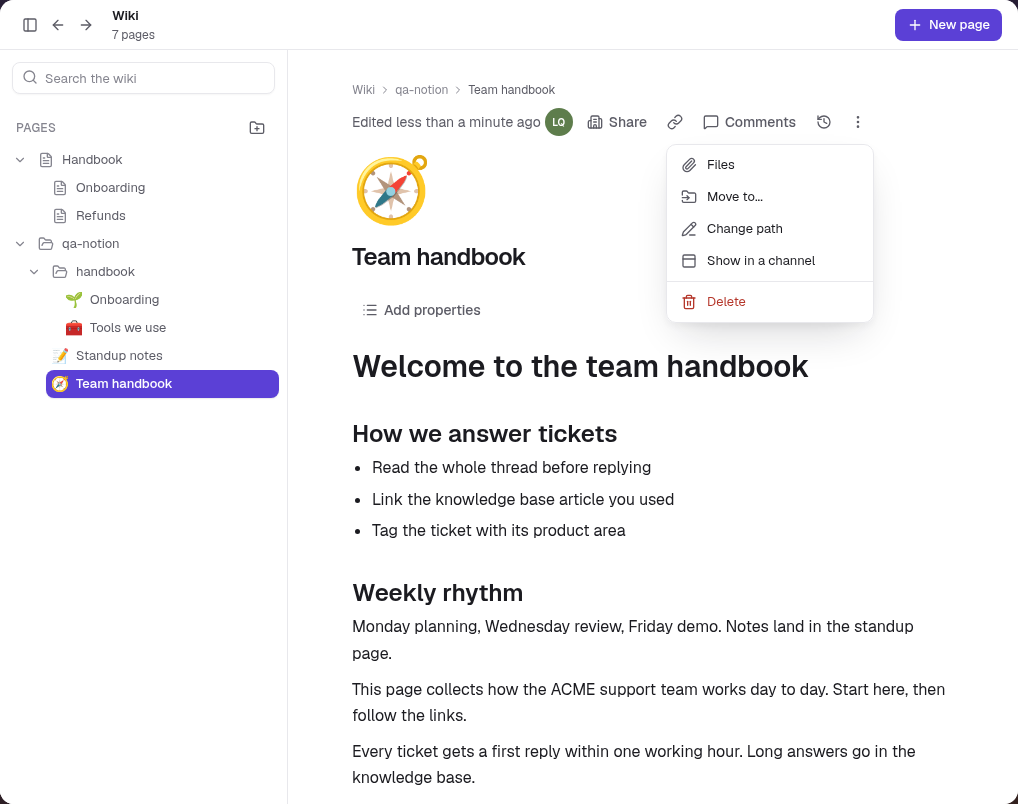 Wiki
7 pages
New page
Search the wiki
PAGES
Handbook
Onboarding
Refunds
qa-notion
handbook
Onboarding
Tools we use
Standup notes
Team handbook
Wiki > qa-notion > Team handbook
Edited less than a minute ago LQ Share Comments
Files
Move to...
Change path
Show in a channel
Delete
Team handbook
Add properties
Welcome to the team handbook
How we answer tickets
• Read the whole thread before replying
• Link the knowledge base article you used
• Tag the ticket with its product area
Weekly rhythm
Monday planning, Wednesday review, Friday demo. Notes land in the standup
page.
This page collects how the ACME support team works day to day. Start here, then
follow the links.
Every ticket gets a first reply within one working hour. Long answers go in the
knowledge base.